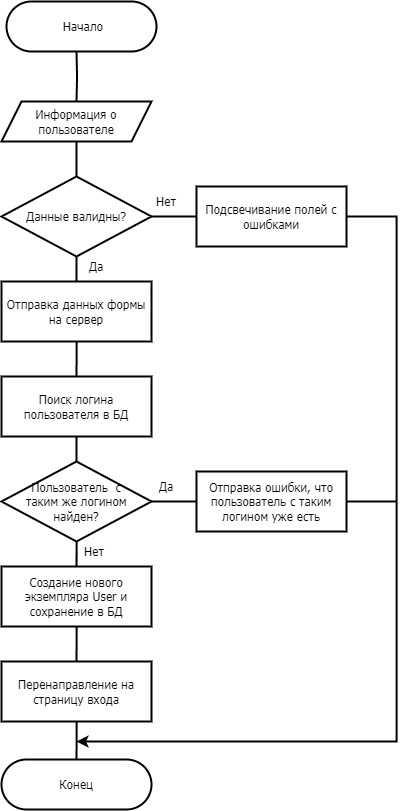 Начало
Информация о
пользователе
Данные валидны?
Нет
Подсвечивание полей с
ошибками
Да
Отправка данных формы
на сервер
Поиск логина
пользователя в БД
Пользователь с
таким же логином
найден?
Да
Отправка ошибки, что
пользователь с таким
логином уже есть
Нет
Создание нового
экземпляра User и
сохранение в БД
Перенаправление на
страницу входа
Конец